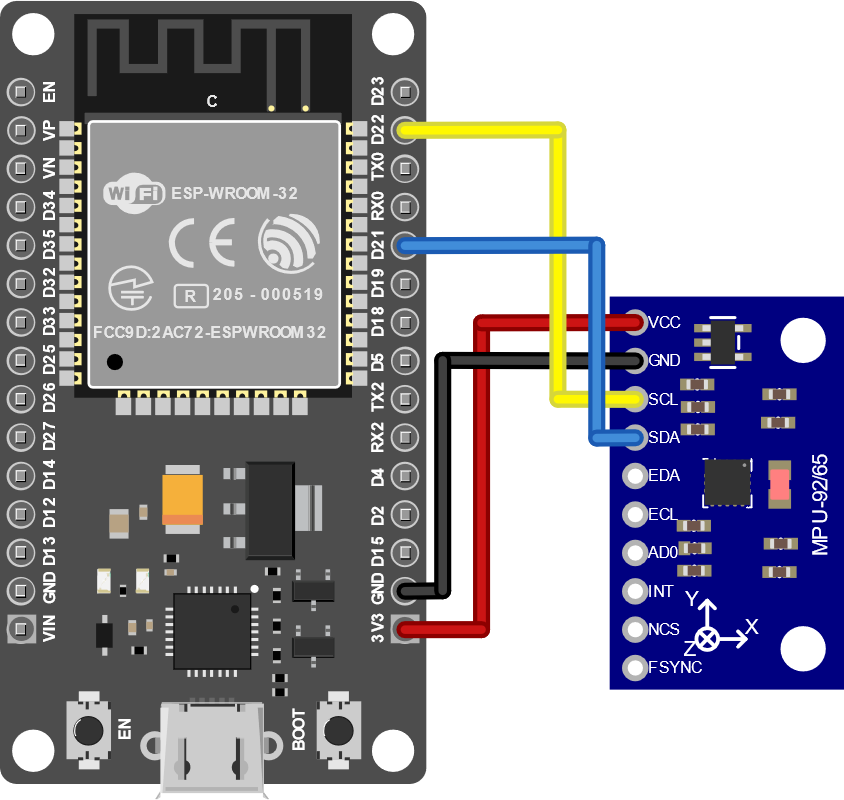 C
EN
VP
VN
D34
D35
D32
D33
D25
D26
D27
D14
D12
D13
GND
VIN
WiFi ESP-WROOM-32
CE
R 205 - 000519
FCC9D:2AC72-ESPWROOM32
D23
D22
TX0
RX0
D21
D19
D18
D5
TX2
RX2
D4
D2
D15
GND
3V3
EN
BOOT
VCC
GND
SCL
SDA
EDA
ECL
AD0
INT
NCS
FSYNC
MPU-92/65
Y
X
Z